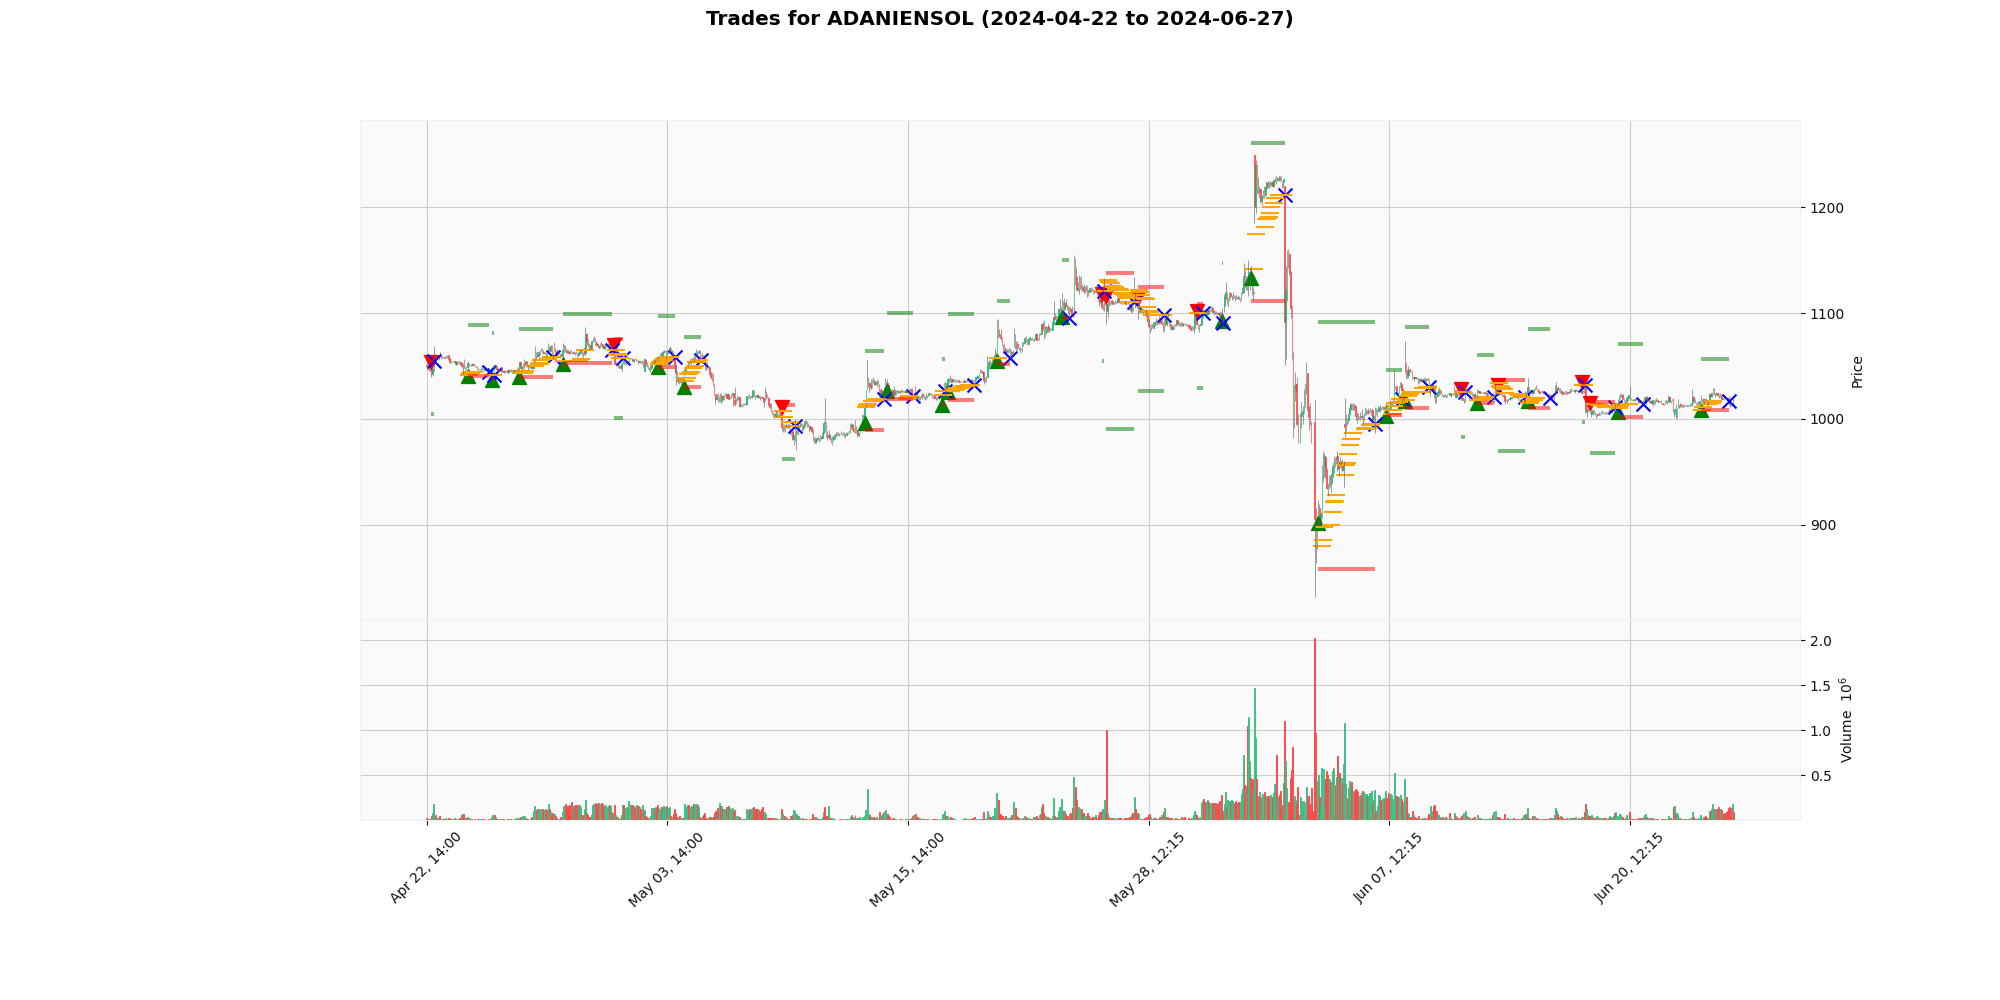 Trades for ADANIENSOL (2024-04-22 to 2024-06-27)
1200
1100
1000
900
Price
2.0
1.5
1.0
0.5
Volume 10⁶
Apr 22, 14:00
May 03, 14:00
May 15, 14:00
May 28, 12:15
Jun 07, 12:15
Jun 20, 12:15